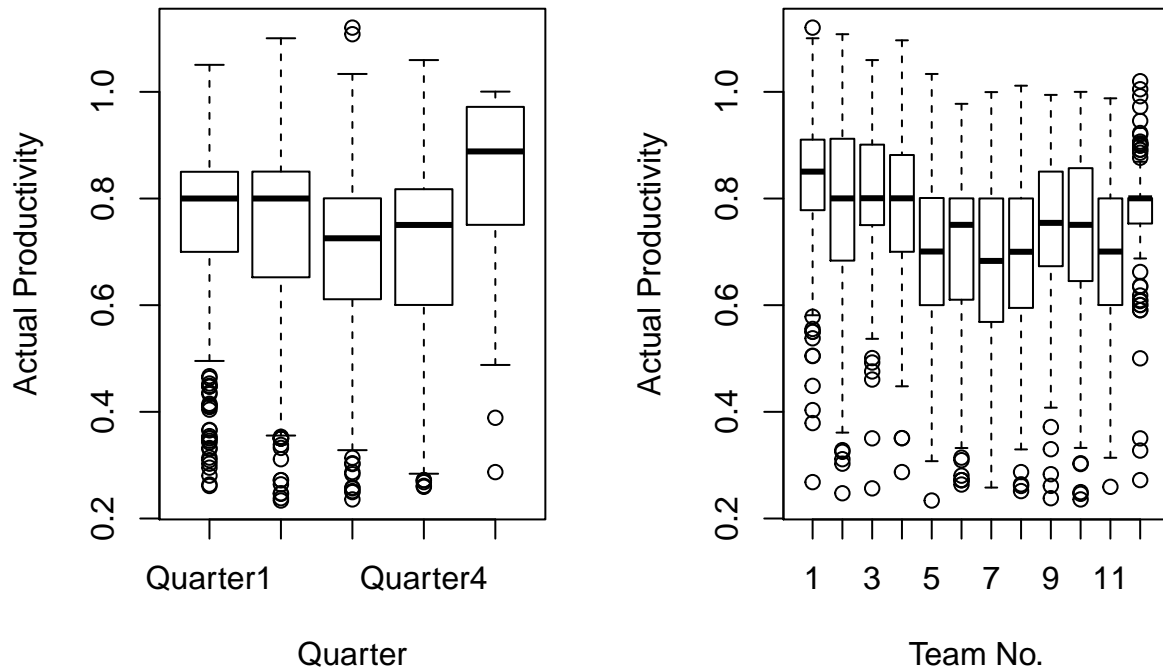 Actual Productivity
0.2 0.4 0.6 0.8 1.0
Quarter1 Quarter4
Quarter
Actual Productivity
0.2 0.4 0.6 0.8 1.0
1 3 5 7 9 11
Team No.